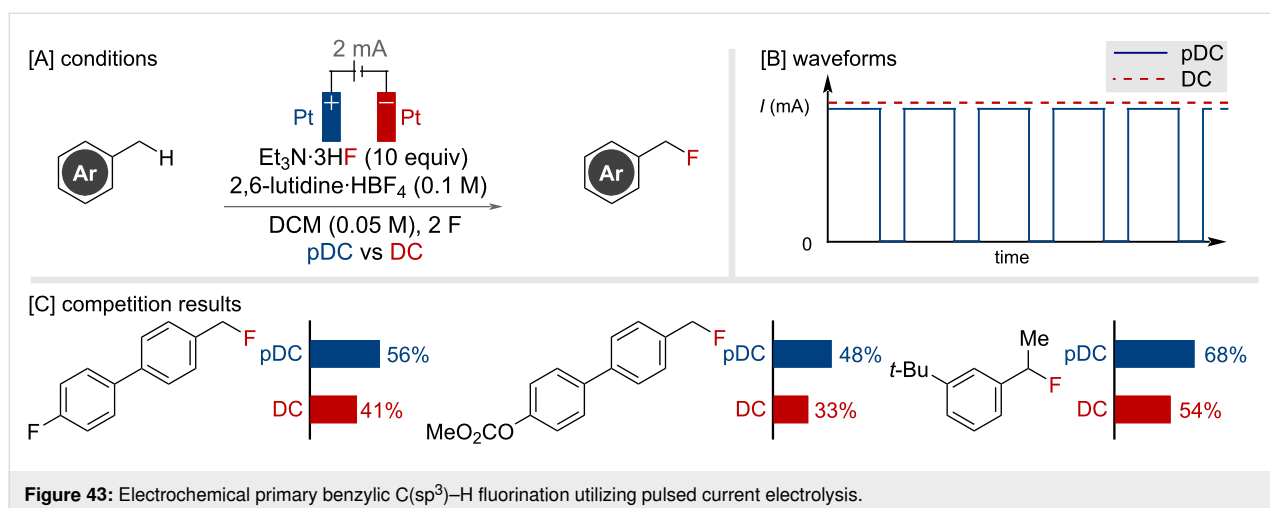 [A] conditions
2 mA
+
−
Pt
Pt
Ar
H
Et₃N·3HF (10 equiv)
2,6-lutidine·HBF₄ (0.1 M)
DCM (0.05 M), 2 F
pDC vs DC
Ar
F
[B] waveforms
pDC
DC
I (mA)
0
time
[C] competition results
F
F
pDC
56%
DC
41%
MeO₂CO
F
pDC
48%
DC
33%
t-Bu
Me
F
pDC
68%
DC
54%
Figure 43: Electrochemical primary benzylic C(sp³)–H fluorination utilizing pulsed current electrolysis.